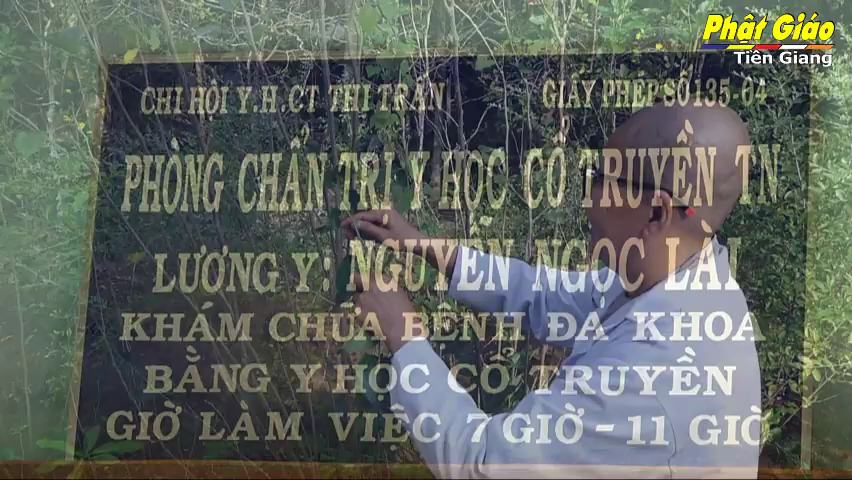 Phật Giáo
Tiền Giang
CHI HỘI Y.H.CT THỊ TRẤN GIẤY PHÉP SỐ 135-04
PHÒNG CHẨN TRỊ Y HỌC CỔ TRUYỀN TN
LƯƠNG Y: NGUYỄN NGỌC LÀI
KHÁM CHỮA BỆNH ĐA KHOA
BẰNG Y HỌC CỔ TRUYỀN
GIỜ LÀM VIỆC 7 GIỜ - 11 GIỜ